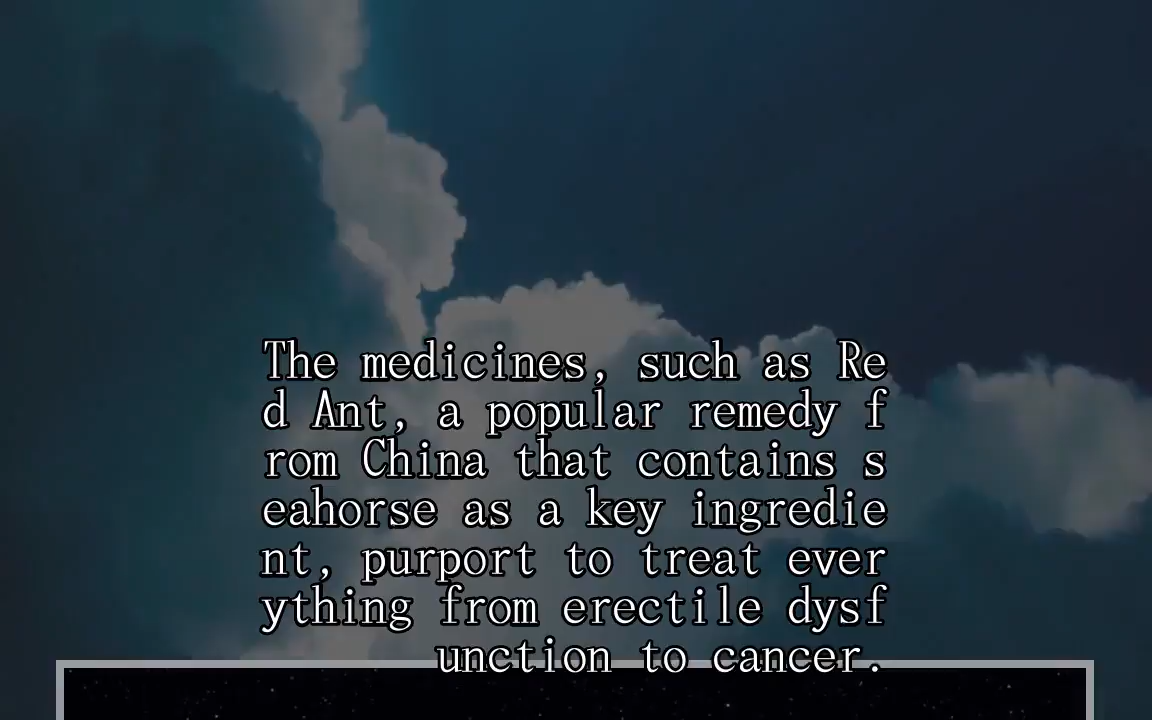 The medicines, such as Re
d Ant, a popular remedy f
rom China that contains s
eahorse as a key ingredie
nt, purport to treat ever
ything from erectile dysf
unction to cancer.